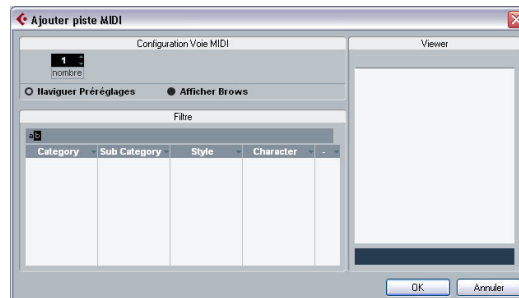 Ajouter piste MIDI
Configuration Voie MIDI
1
nombre
Naviguer Préréglages Afficher Brows
Filtre
ab
Category Sub Category Style Character -
Viewer
OK Annuler